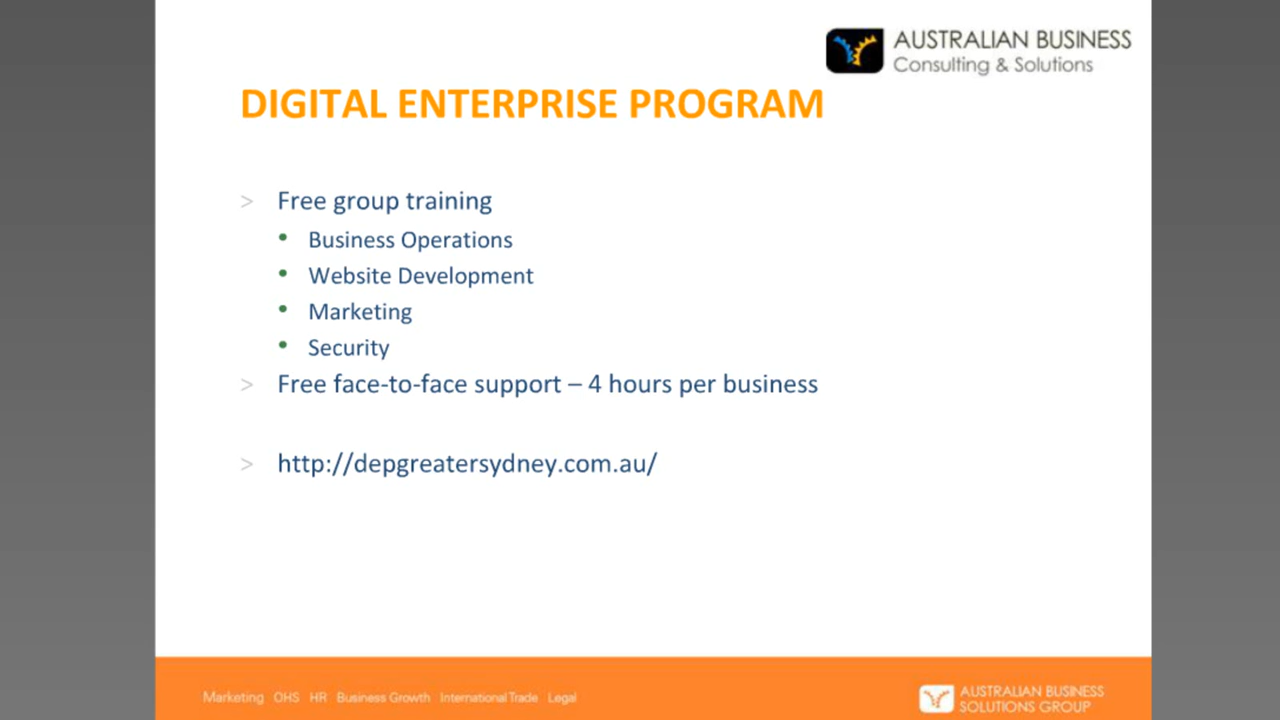 AUSTRALIAN BUSINESS
Consulting & Solutions
DIGITAL ENTERPRISE PROGRAM
> Free group training
• Business Operations
• Website Development
• Marketing
• Security
> Free face-to-face support – 4 hours per business
> http://depgreatersydney.com.au/
Marketing OHS HR Business Growth International Trade Legal
AUSTRALIAN BUSINESS
SOLUTIONS GROUP